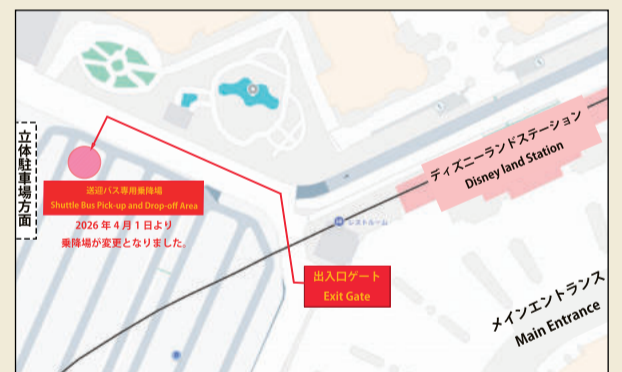 立体駐車場方面
送迎バス専用乗降場
Shuttle Bus Pick-up and Drop-off Area
2026年4月1日より
乗降場が変更となりました。
ディズニーランドステーション
Disney land Station
レストルーム
出入口ゲート
Exit Gate
メインエントランス
Main Entrance